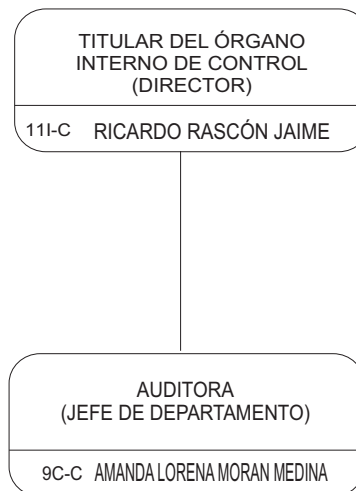 TITULAR DEL ÓRGANO
INTERNO DE CONTROL
(DIRECTOR)
11I-C RICARDO RASCÓN JAIME
AUDITORA
(JEFE DE DEPARTAMENTO)
9C-C AMANDA LORENA MORAN MEDINA